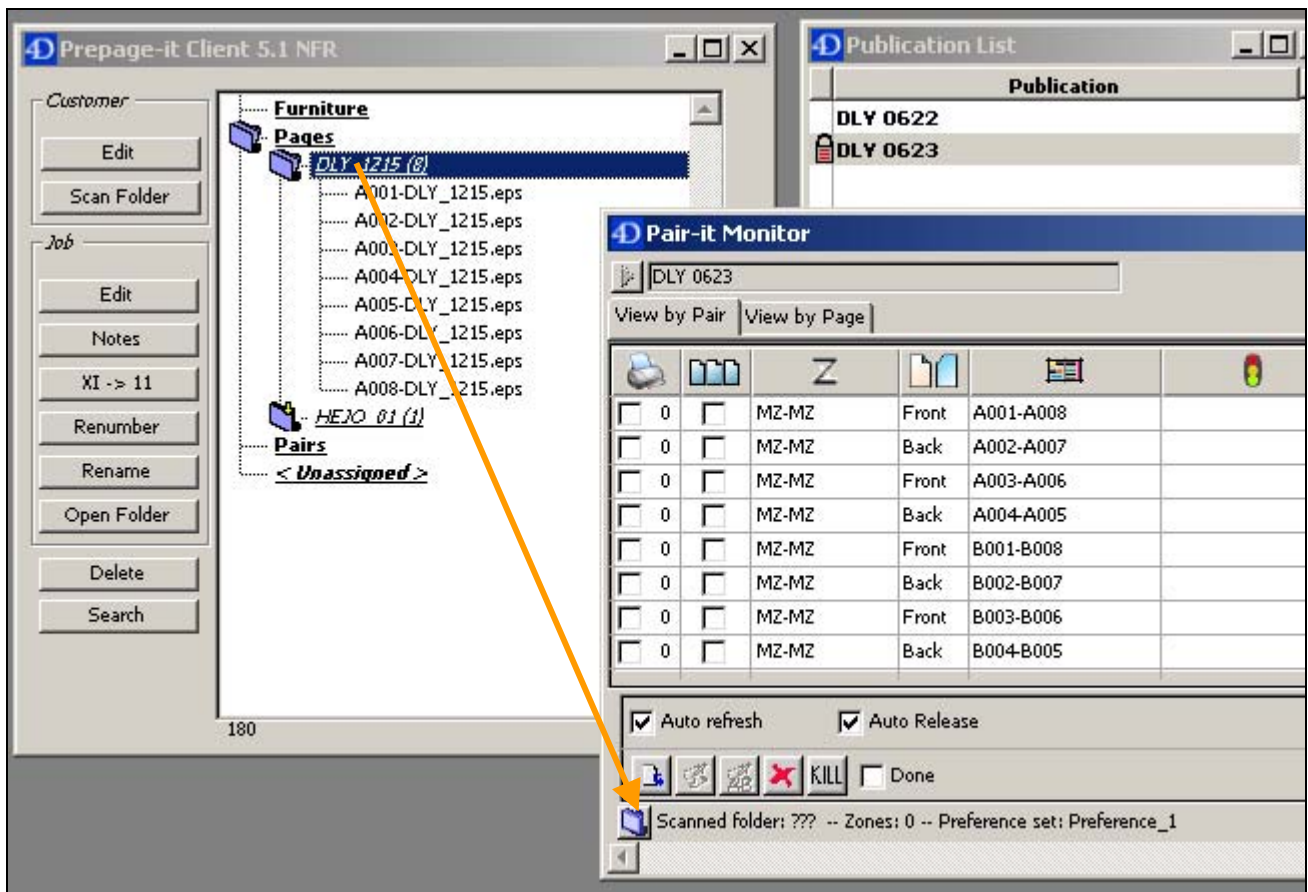 Prepage-it Client 5.1 NFR
Customer
Edit
Scan Folder
Job
Edit
Notes
XI -> 11
Renumber
Rename
Open Folder
Delete
Search
Furniture
Pages
DLY_1215 (8)
A001-DLY_1215.eps
A002-DLY_1215.eps
A003-DLY_1215.eps
A004-DLY_1215.eps
A005-DLY_1215.eps
A006-DLY_1215.eps
A007-DLY_1215.eps
A008-DLY_1215.eps
HEJO_01 (1)
Pairs
< Unassigned >
180
Publication List
Publication
DLY 0622
DLY 0623
Pair-it Monitor
DLY 0623
View by Pair View by Page
Z
0 MZ-MZ Front A001-A008
0 MZ-MZ Back A002-A007
0 MZ-MZ Front A003-A006
0 MZ-MZ Back A004-A005
0 MZ-MZ Front B001-B008
0 MZ-MZ Back B002-B007
0 MZ-MZ Front B003-B006
0 MZ-MZ Back B004-B005
Auto refresh Auto Release
KILL Done
Scanned folder: ??? -- Zones: 0 -- Preference set: Preference_1